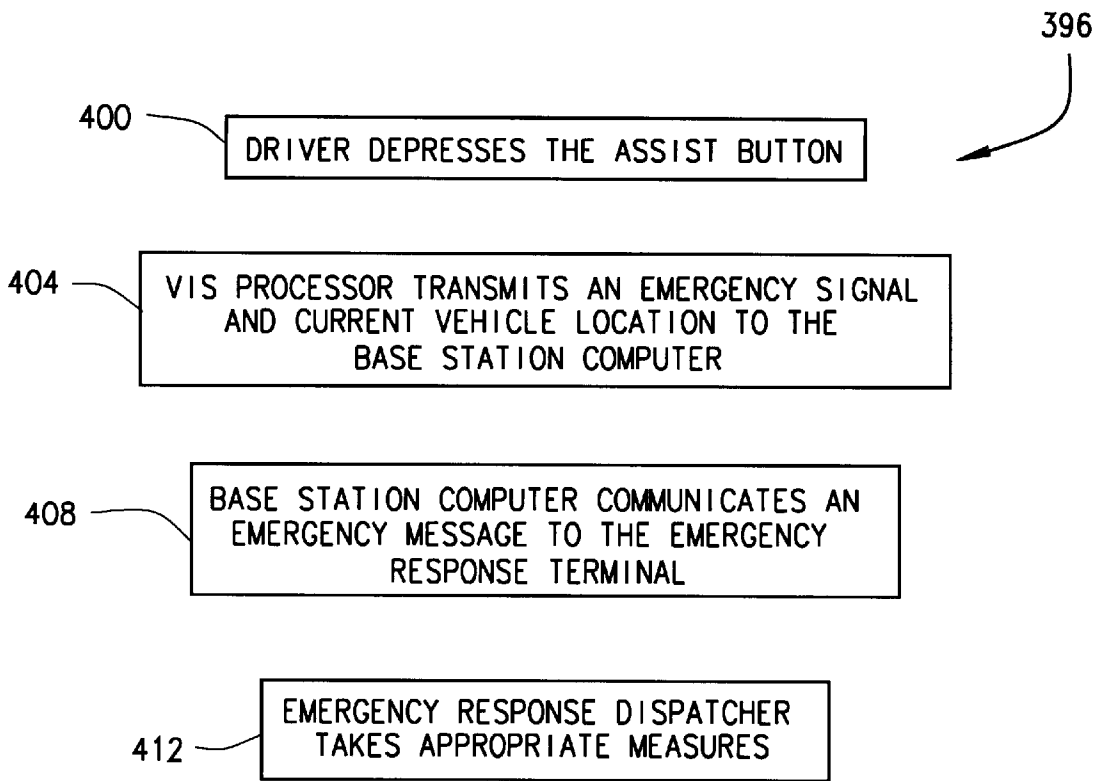 396
400
DRIVER DEPRESSES THE ASSIST BUTTON
404
VIS PROCESSOR TRANSMITS AN EMERGENCY SIGNAL
AND CURRENT VEHICLE LOCATION TO THE
BASE STATION COMPUTER
408
BASE STATION COMPUTER COMMUNICATES AN
EMERGENCY MESSAGE TO THE EMERGENCY
RESPONSE TERMINAL
412
EMERGENCY RESPONSE DISPATCHER
TAKES APPROPRIATE MEASURES